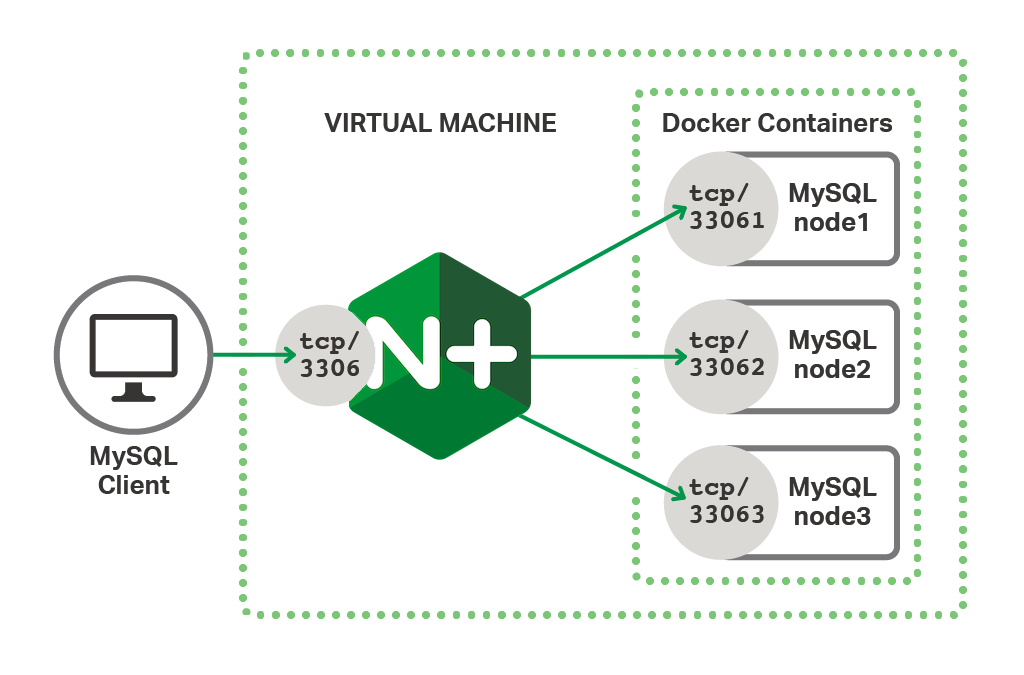 VIRTUAL MACHINE
Docker Containers
MySQL
Client
tcp/
3306
N+
tcp/
33061
MySQL
node1
tcp/
33062
MySQL
node2
tcp/
33063
MySQL
node3